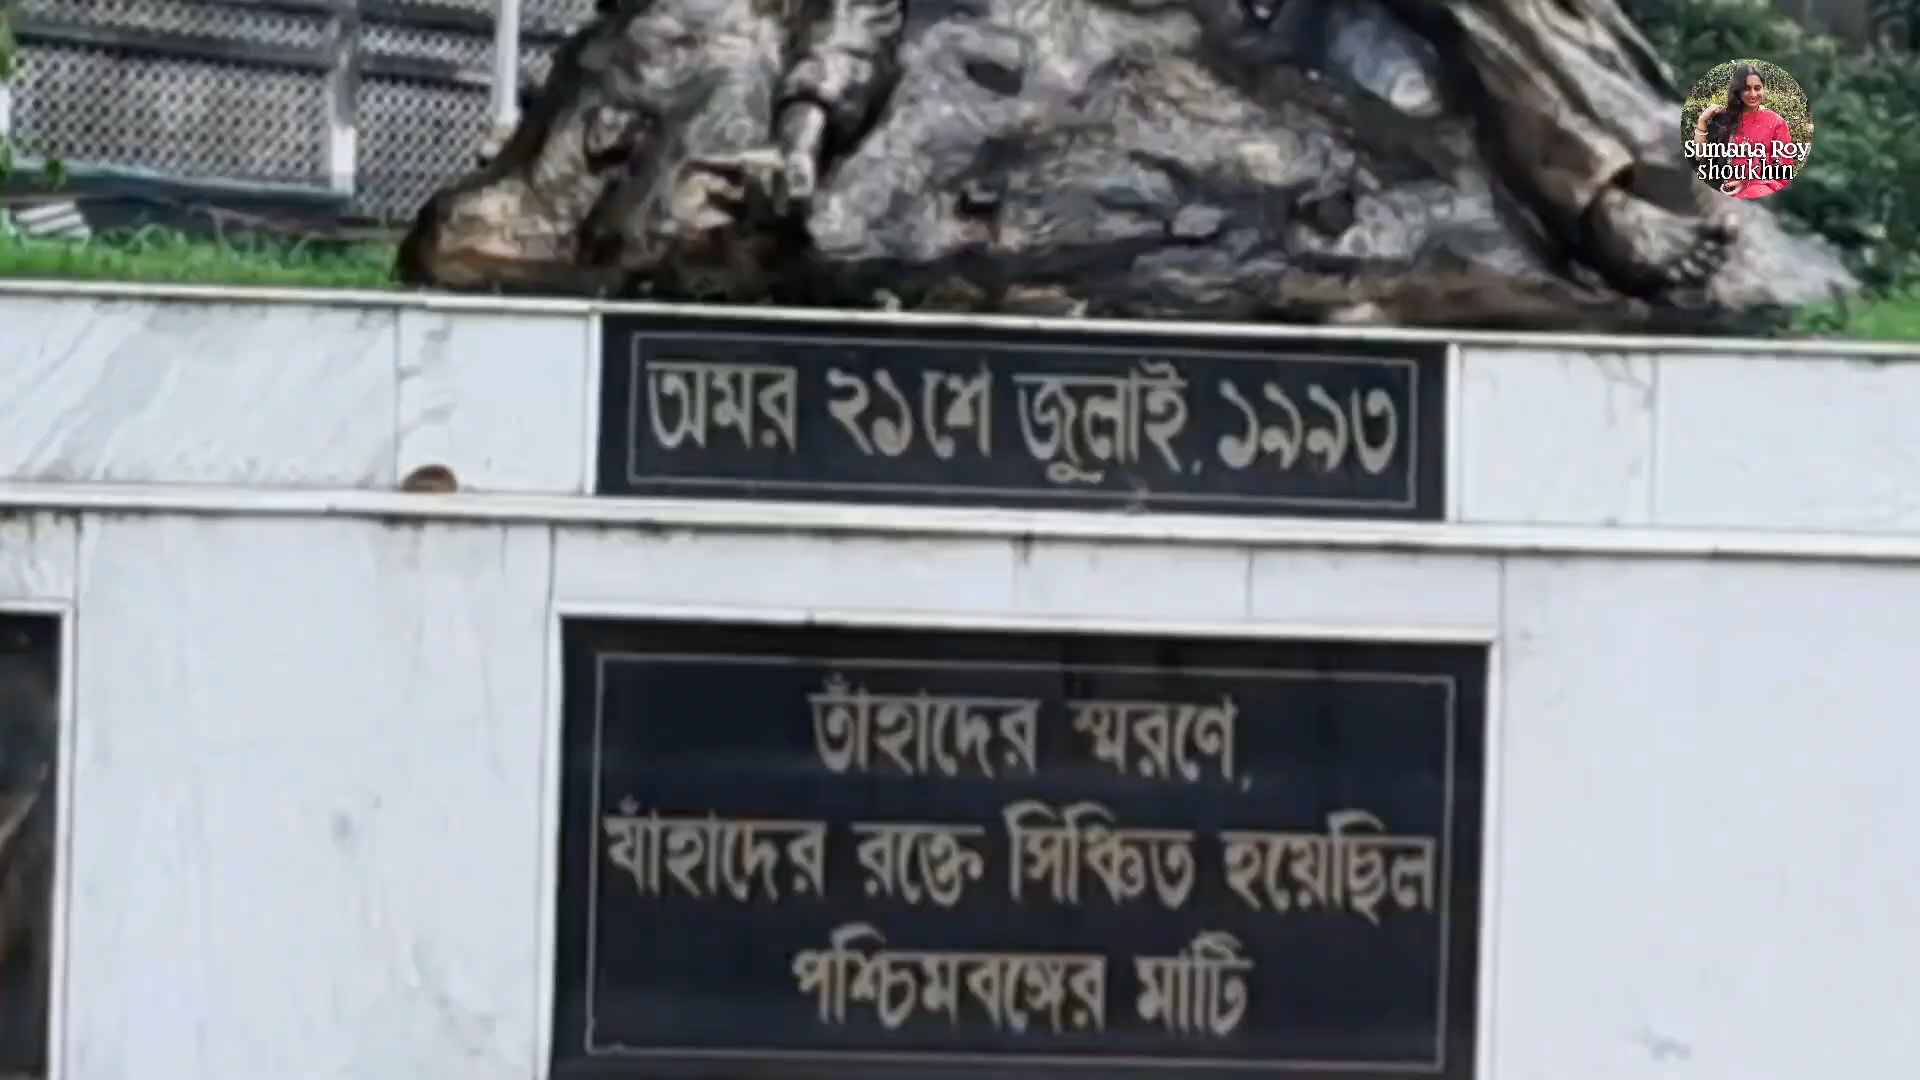 Sumana Roy
shoukhin
অমর ২১শে জুলাই, ১৯৯৩
তাঁহাদের স্মরণে,
যাঁহাদের রক্তে সিঞ্চিত হয়েছিল
পশ্চিমবঙ্গের মাটি